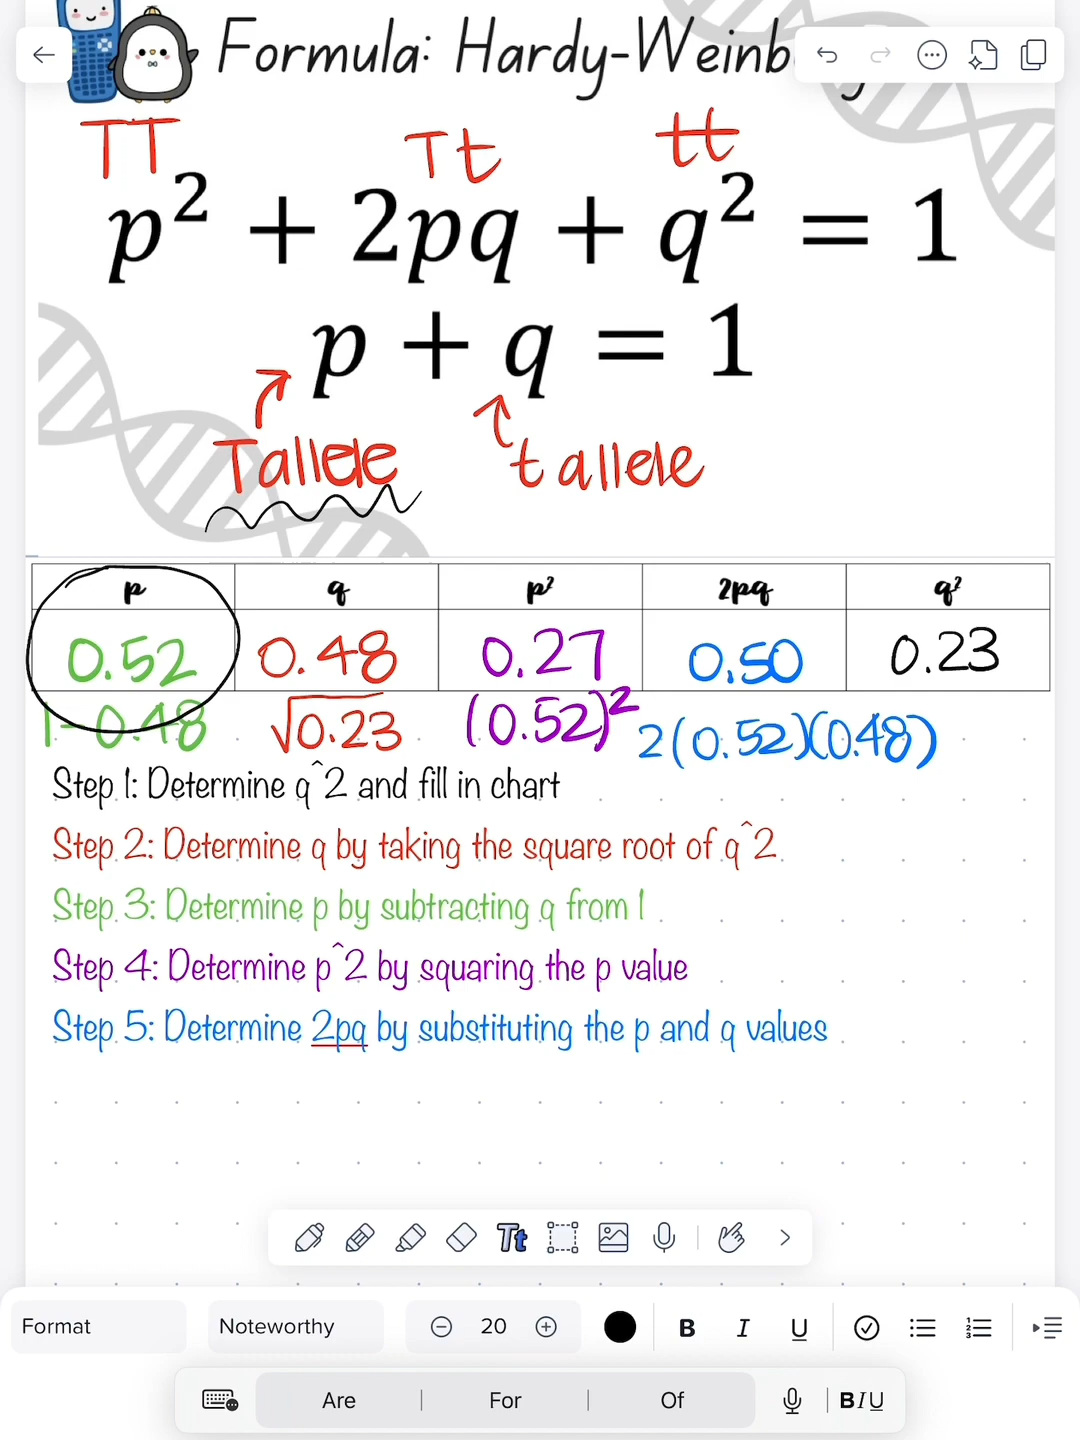 Formula: Hardy-Weinb
TT Tt tt
p² + 2pq + q² = 1
p + q = 1
T allele t allele
p q p² 2pq q²
0.52 0.48 0.27 0.50 0.23
1-0.48 √0.23 (0.52)² 2(0.52)(0.48)
Step 1: Determine q^2 and fill in chart
Step 2: Determine q by taking the square root of q^2
Step 3: Determine p by subtracting q from 1
Step 4: Determine p^2 by squaring the p value
Step 5: Determine 2pq by substituting the p and q values
Tt
Format Noteworthy 20 B I U
Are For Of BIU